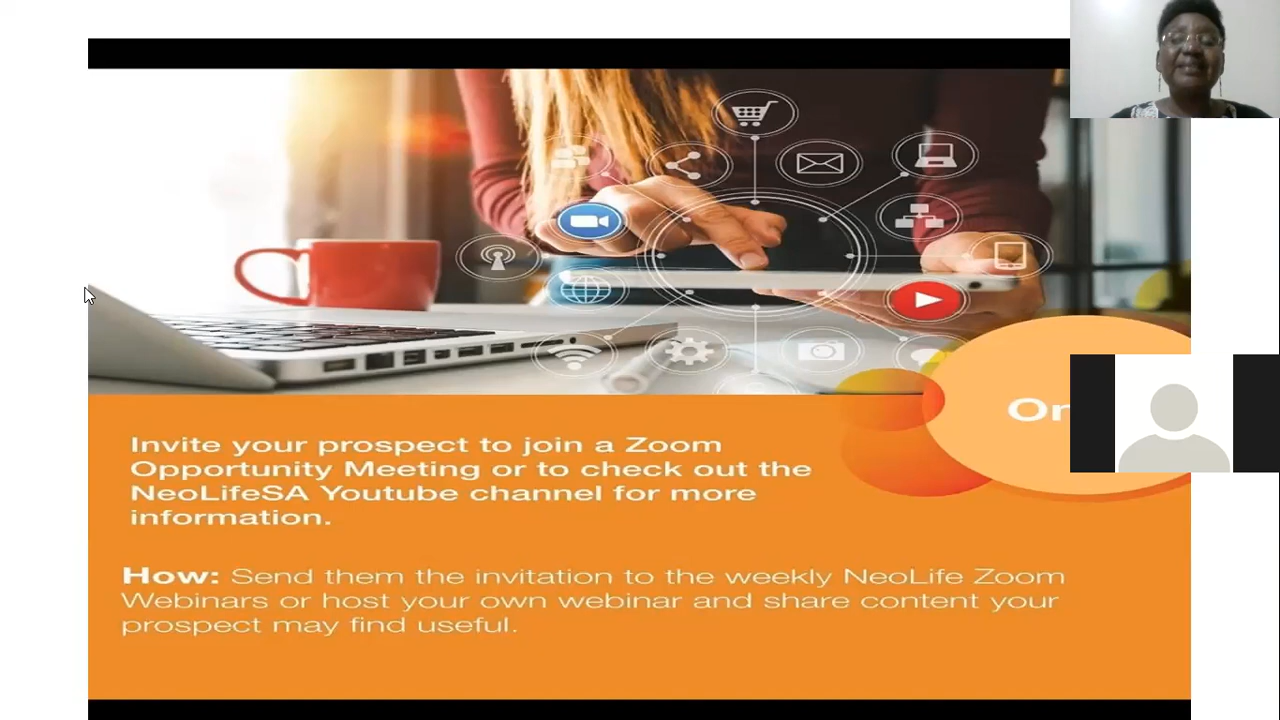 Invite your prospect to join a Zoom
Opportunity Meeting or to check out the
NeoLifeSA Youtube channel for more
information.
How: Send them the invitation to the weekly NeoLife Zoom
Webinars or host your own webinar and share content your
prospect may find useful.